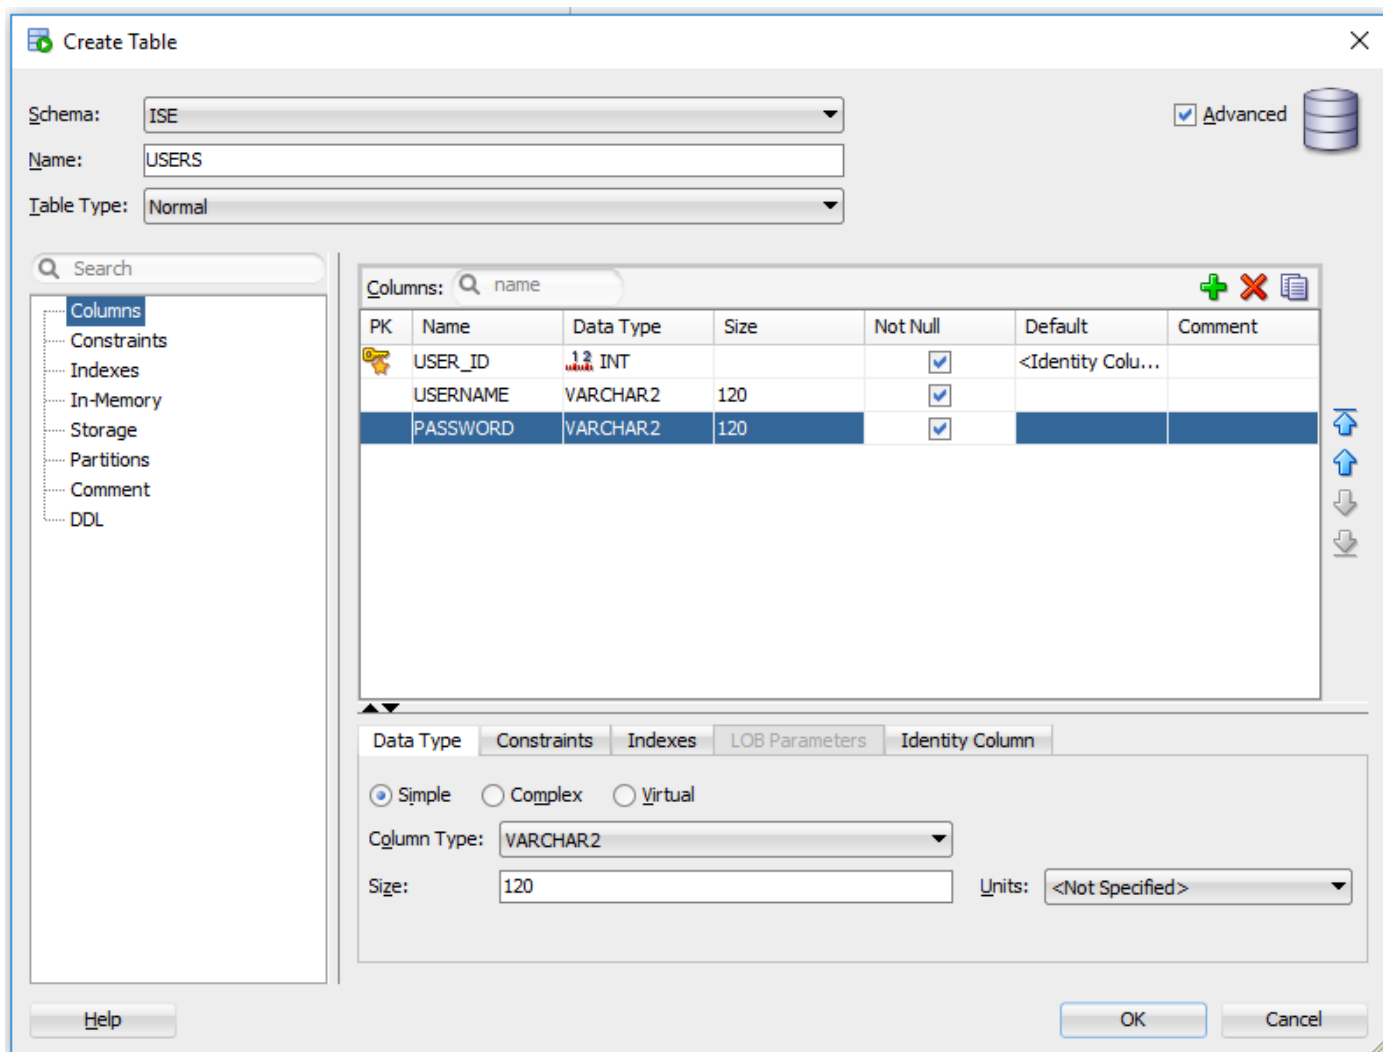 Create Table
Schema: ISE Advanced
Name: USERS
Table Type: Normal
Search
Columns
Constraints
Indexes
In-Memory
Storage
Partitions
Comment
DDL
Columns: name
PK Name Data Type Size Not Null Default Comment
USER_ID INT <Identity Colu...
USERNAME VARCHAR2 120
PASSWORD VARCHAR2 120
Data Type Constraints Indexes LOB Parameters Identity Column
Simple Complex Virtual
Column Type: VARCHAR2
Size: 120 Units: <Not Specified>
Help OK Cancel